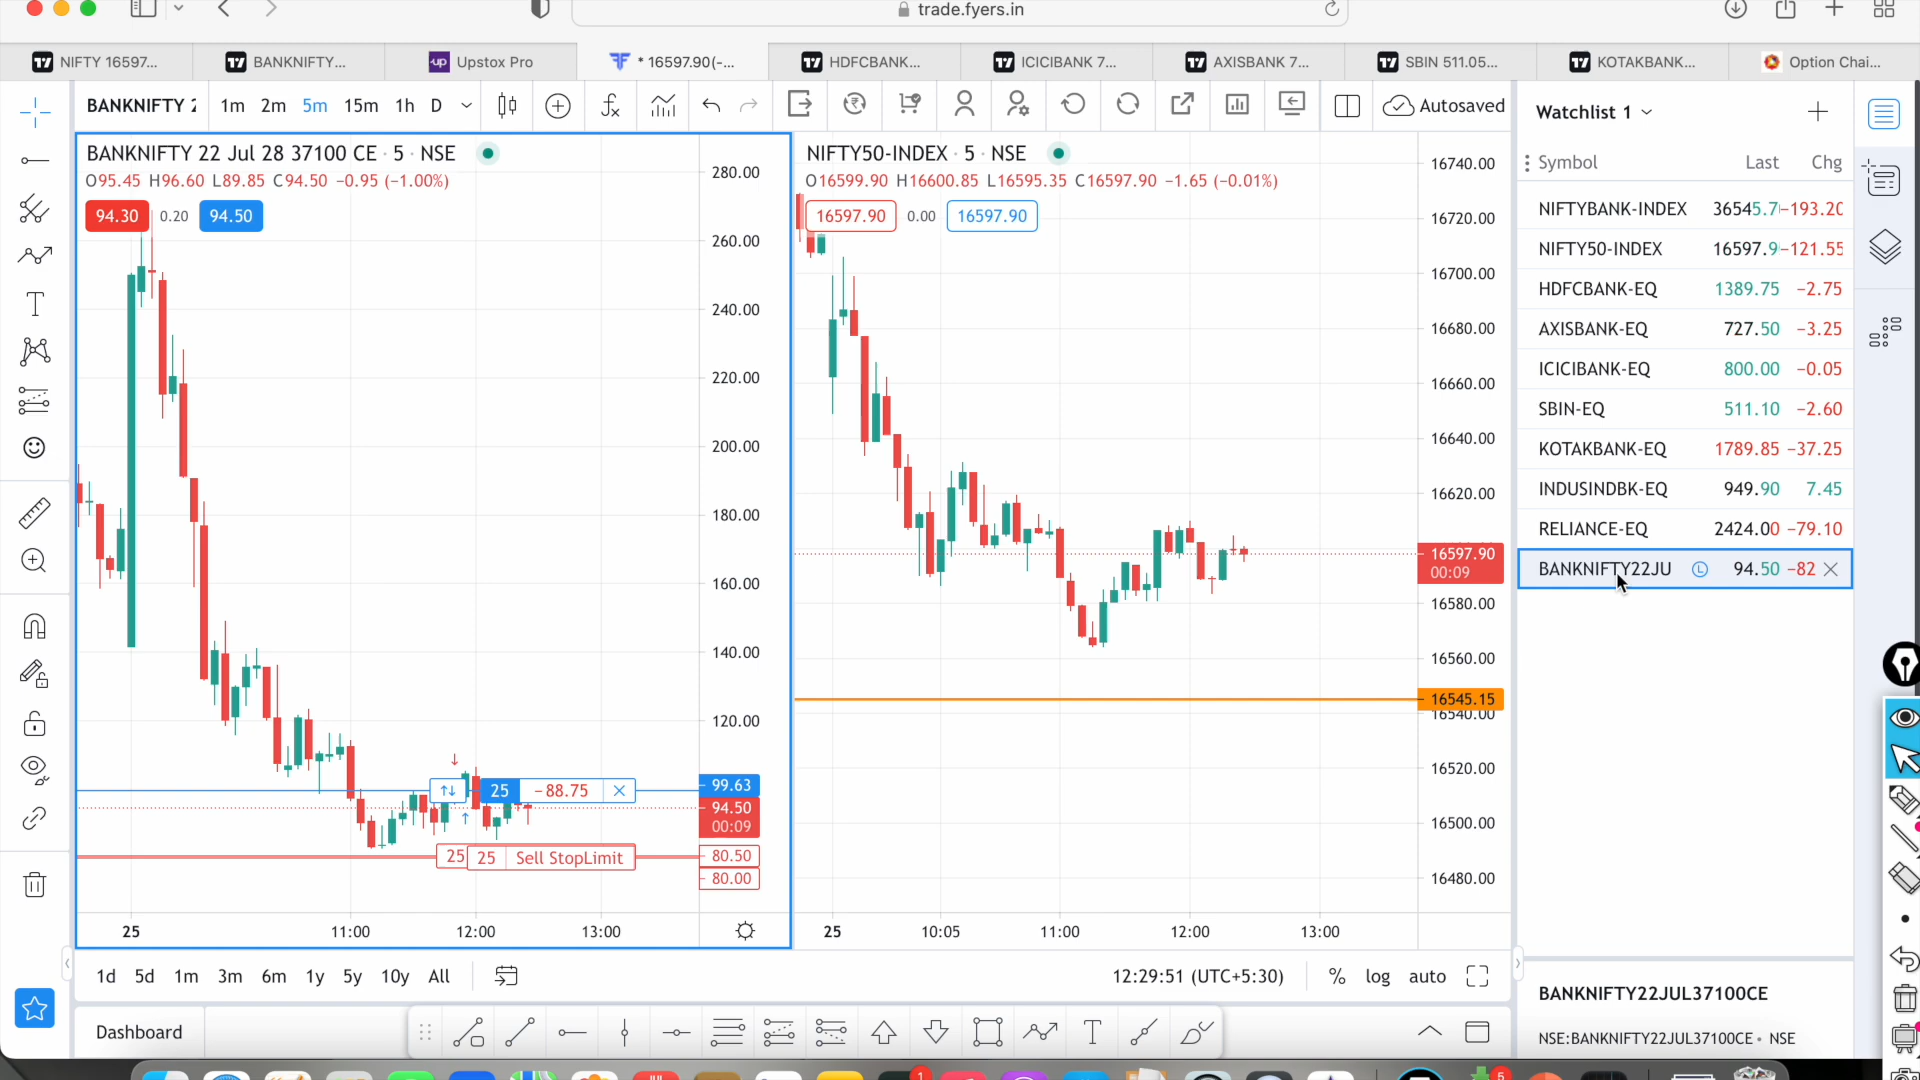 trade.fyers.in
NIFTY 16597...
BANKNIFTY...
up Upstox Pro
* 16597.90(-...
HDFCBANK...
ICICIBANK 7...
AXISBANK 7...
SBIN 511.05...
KOTAKBANK...
Option Chai...
BANKNIFTY 2
1m 2m 5m 15m 1h D
Autosaved
Watchlist 1
BANKNIFTY 22 Jul 28 37100 CE · 5 · NSE
O95.45 H96.60 L89.85 C94.50 −0.95 (−1.00%)
94.30 0.20 94.50
280.00
260.00
240.00
220.00
200.00
180.00
160.00
140.00
120.00
99.63
94.50
00:09
80.50
80.00
25 −88.75
25 25 Sell StopLimit
25 11:00 12:00 13:00
NIFTY50-INDEX · 5 · NSE
O16599.90 H16600.85 L16595.35 C16597.90 −1.65 (−0.01%)
16597.90 0.00 16597.90
16740.00
16720.00
16700.00
16680.00
16660.00
16640.00
16620.00
16597.90
00:09
16580.00
16560.00
16545.15
16540.00
16520.00
16500.00
16480.00
25 10:05 11:00 12:00 13:00
Symbol Last Chg
NIFTYBANK-INDEX 36545.7 −193.20
NIFTY50-INDEX 16597.9 −121.55
HDFCBANK-EQ 1389.75 −2.75
AXISBANK-EQ 727.50 −3.25
ICICIBANK-EQ 800.00 −0.05
SBIN-EQ 511.10 −2.60
KOTAKBANK-EQ 1789.85 −37.25
INDUSINDBK-EQ 949.90 7.45
RELIANCE-EQ 2424.00 −79.10
BANKNIFTY22JU L 94.50 −82
1d 5d 1m 3m 6m 1y 5y 10y All
12:29:51 (UTC+5:30) % log auto
Dashboard
BANKNIFTY22JUL37100CE
NSE:BANKNIFTY22JUL37100CE • NSE
1
5